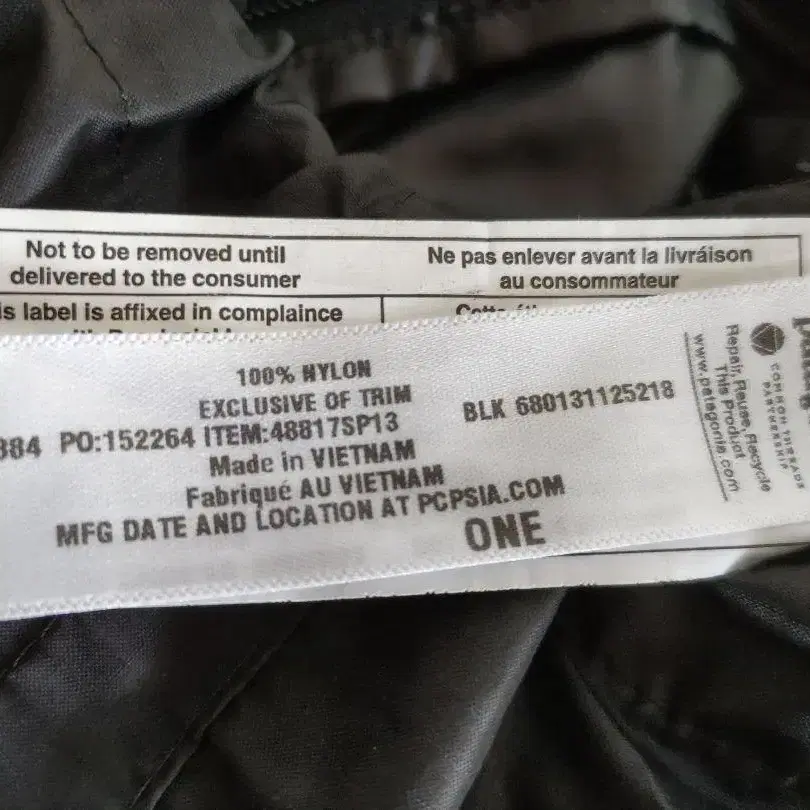 Not to be removed until
delivered to the consumer
Ne pas enlever avant la livráison
au consommateur
is label is affixed in complaince
100% NYLON
EXCLUSIVE OF TRIM
384 PO:152264 ITEM:48817SP13
Made in VIETNAM
Fabriqué AU VIETNAM
MFG DATE AND LOCATION AT PCPSIA.COM
BLK 680131125218
ONE
COMMON THREADS
PARTNERSHIP
Repair, Reuse, Recycle
This Product
www.patagonia.com